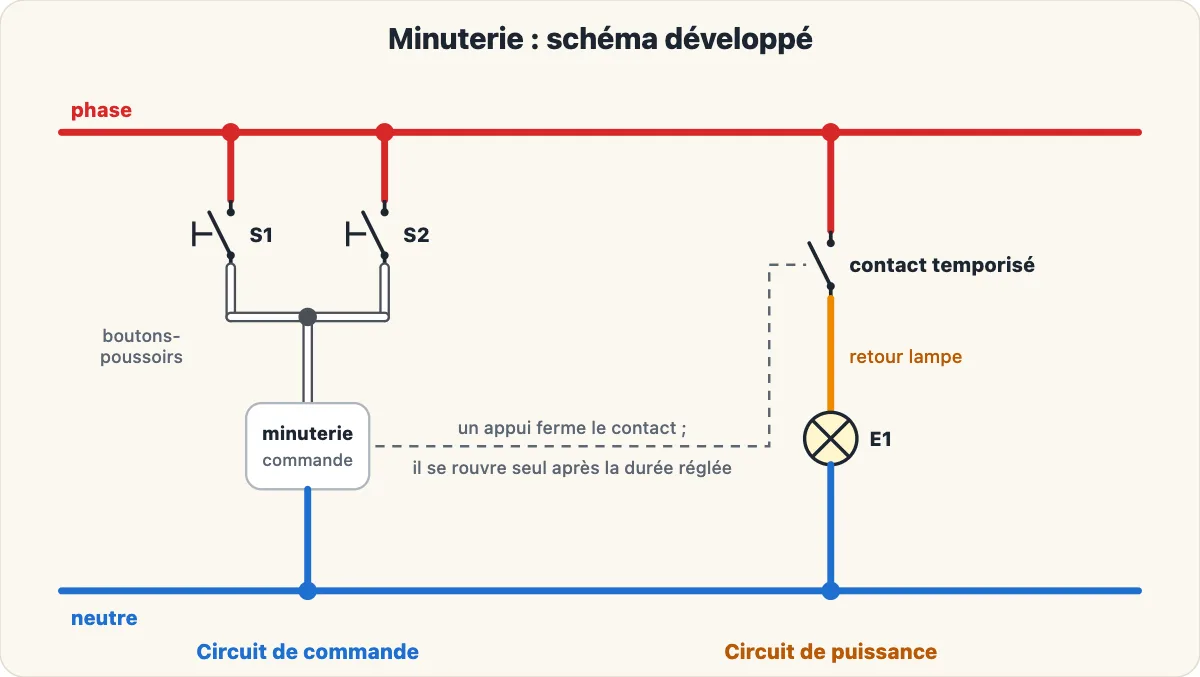 Minuterie : schéma développé
phase
S1
S2
contact temporisé
boutons-
poussoirs
retour lampe
minuterie
commande
un appui ferme le contact ;
il se rouvre seul après la durée réglée
E1
neutre
Circuit de commande
Circuit de puissance